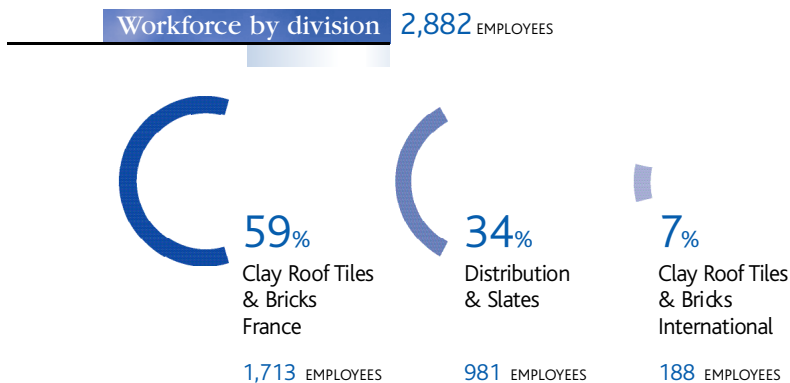 Workforce by division 2,882 EMPLOYEES
59%
Clay Roof Tiles
& Bricks
France
1,713 EMPLOYEES
34%
Distribution
& Slates
981 EMPLOYEES
7%
Clay Roof Tiles
& Bricks
International
188 EMPLOYEES